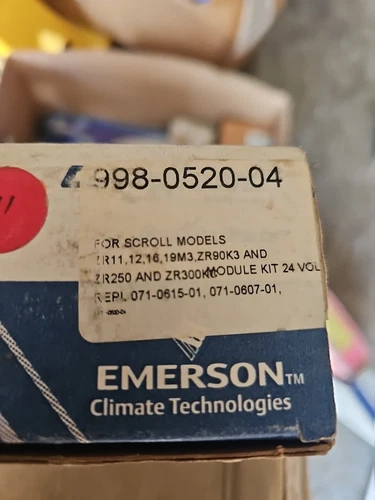 998-0520-04
FOR SCROLL MODELS
ZR11,12,16,19M3,ZR90K3 AND
ZR250 AND ZR300KC MODULE KIT 24 VOL
REPL 071-0615-01, 071-0607-01,
EMERSON™
Climate Technologies